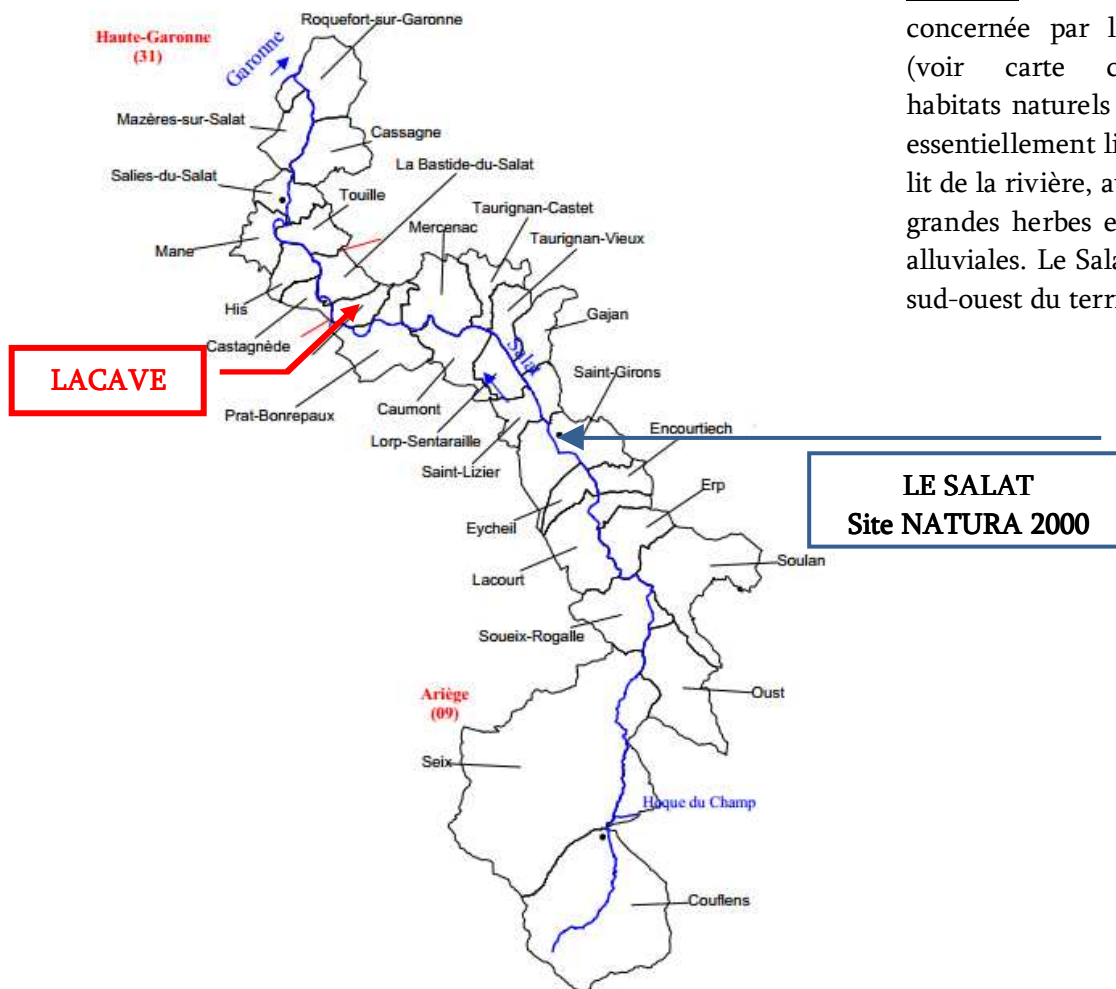 Roquefort-sur-Garonne
Haute-Garonne
(31)
Garonne
Mazères-sur-Salat
Cassagne
La Bastide-du-Salat
Salies-du-Salat
Touille
Taurignan-Castet
Mercenac
Taurignan-Vieux
Mane
His
Gajan
Castagnède
Salat
LACAVE
Saint-Girons
Prat-Bonrepaux
Caumont
Encourtiech
Lorp-Sentaraille
Saint-Lizier
Erp
LE SALAT
Site NATURA 2000
Eycheil
Soulan
Lacourt
Soueix-Rogalle
Ariège
(09)
Oust
Seix
Hoque du Champ
Couflens
concernée par l
(voir carte c
habitats naturels
essentiellement li
lit de la rivière, a
grandes herbes e
alluviales. Le Sala
sud-ouest du terr